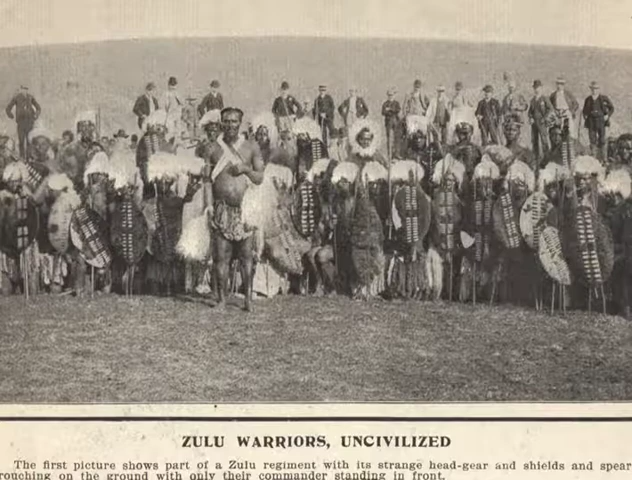 ZULU WARRIORS, UNCIVILIZED
The first picture shows part of a Zulu regiment with its strange head-gear and shields and spear
rouching on the ground with only their commander standing in front.